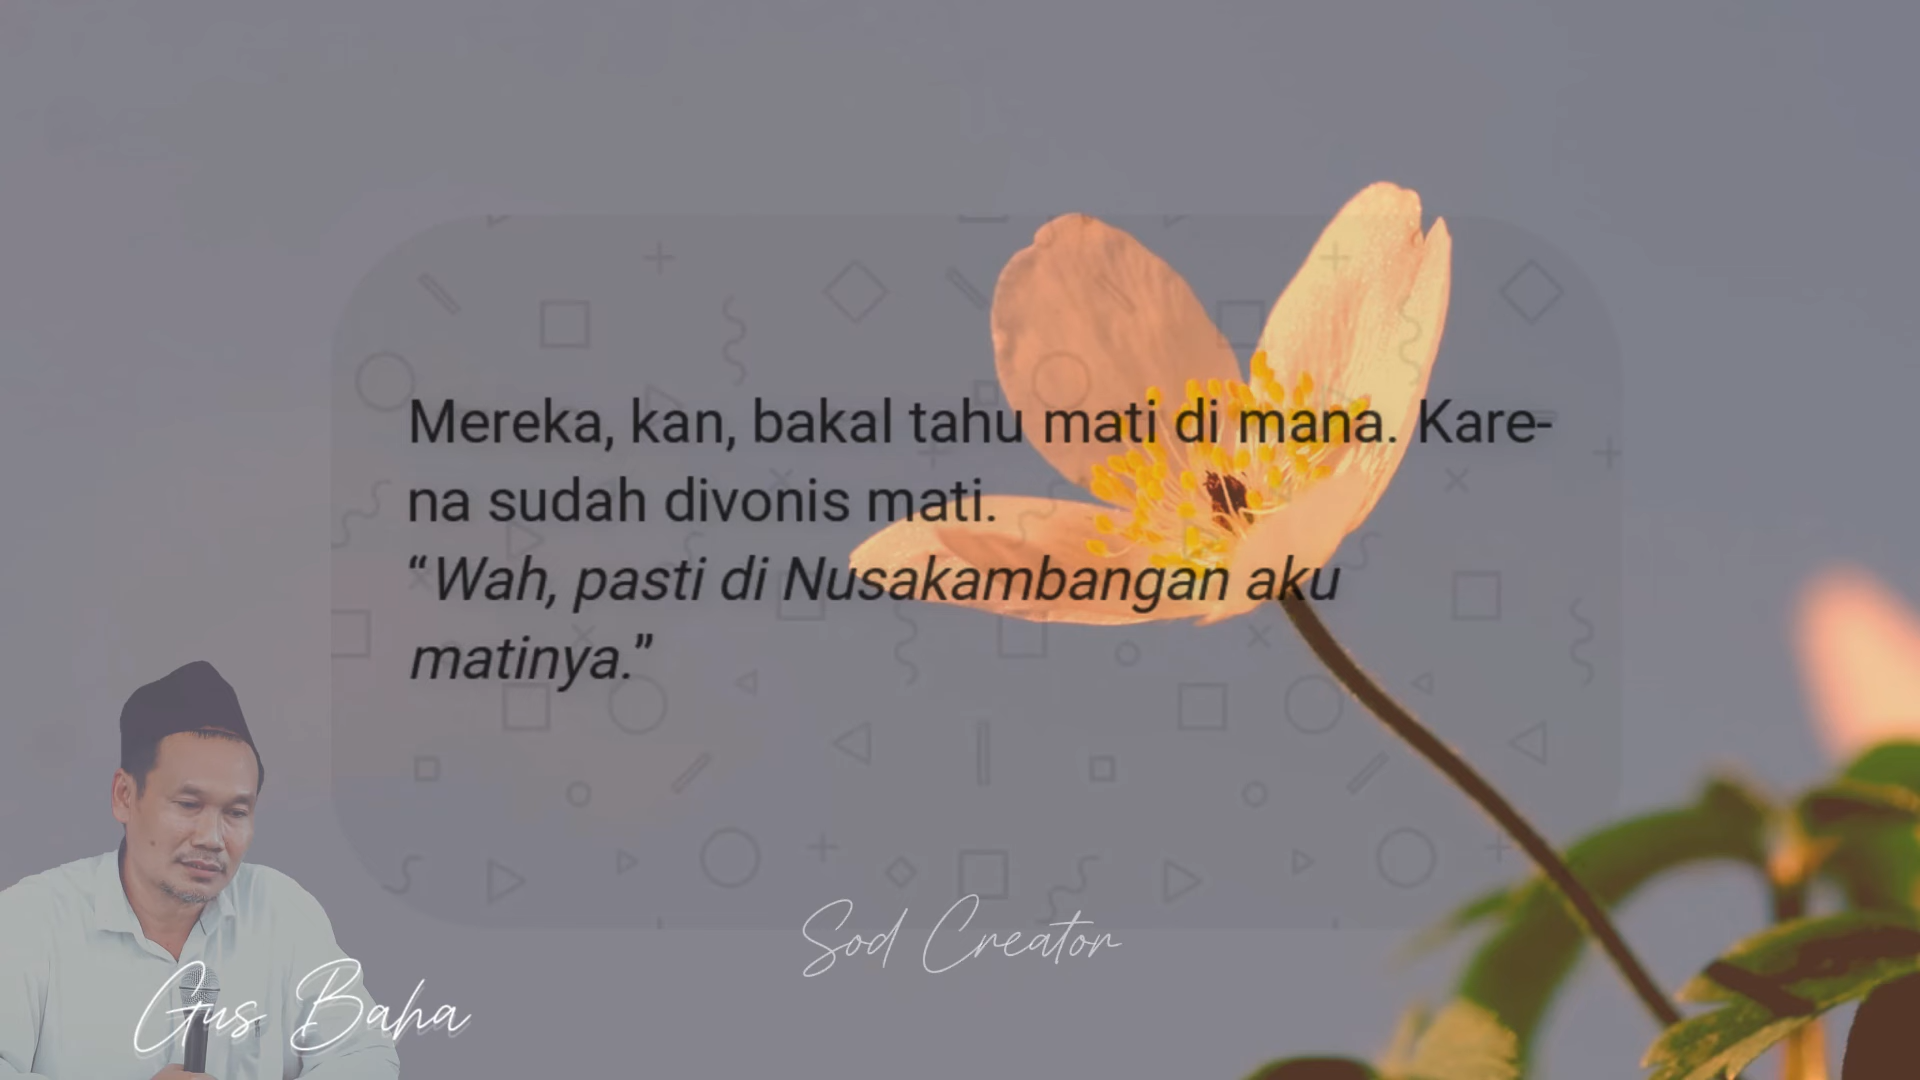 Mereka, kan, bakal tahu mati di mana. Kare-
na sudah divonis mati.
“Wah, pasti di Nusakambangan aku
matinya.”
Sod Creator
Gus Baha